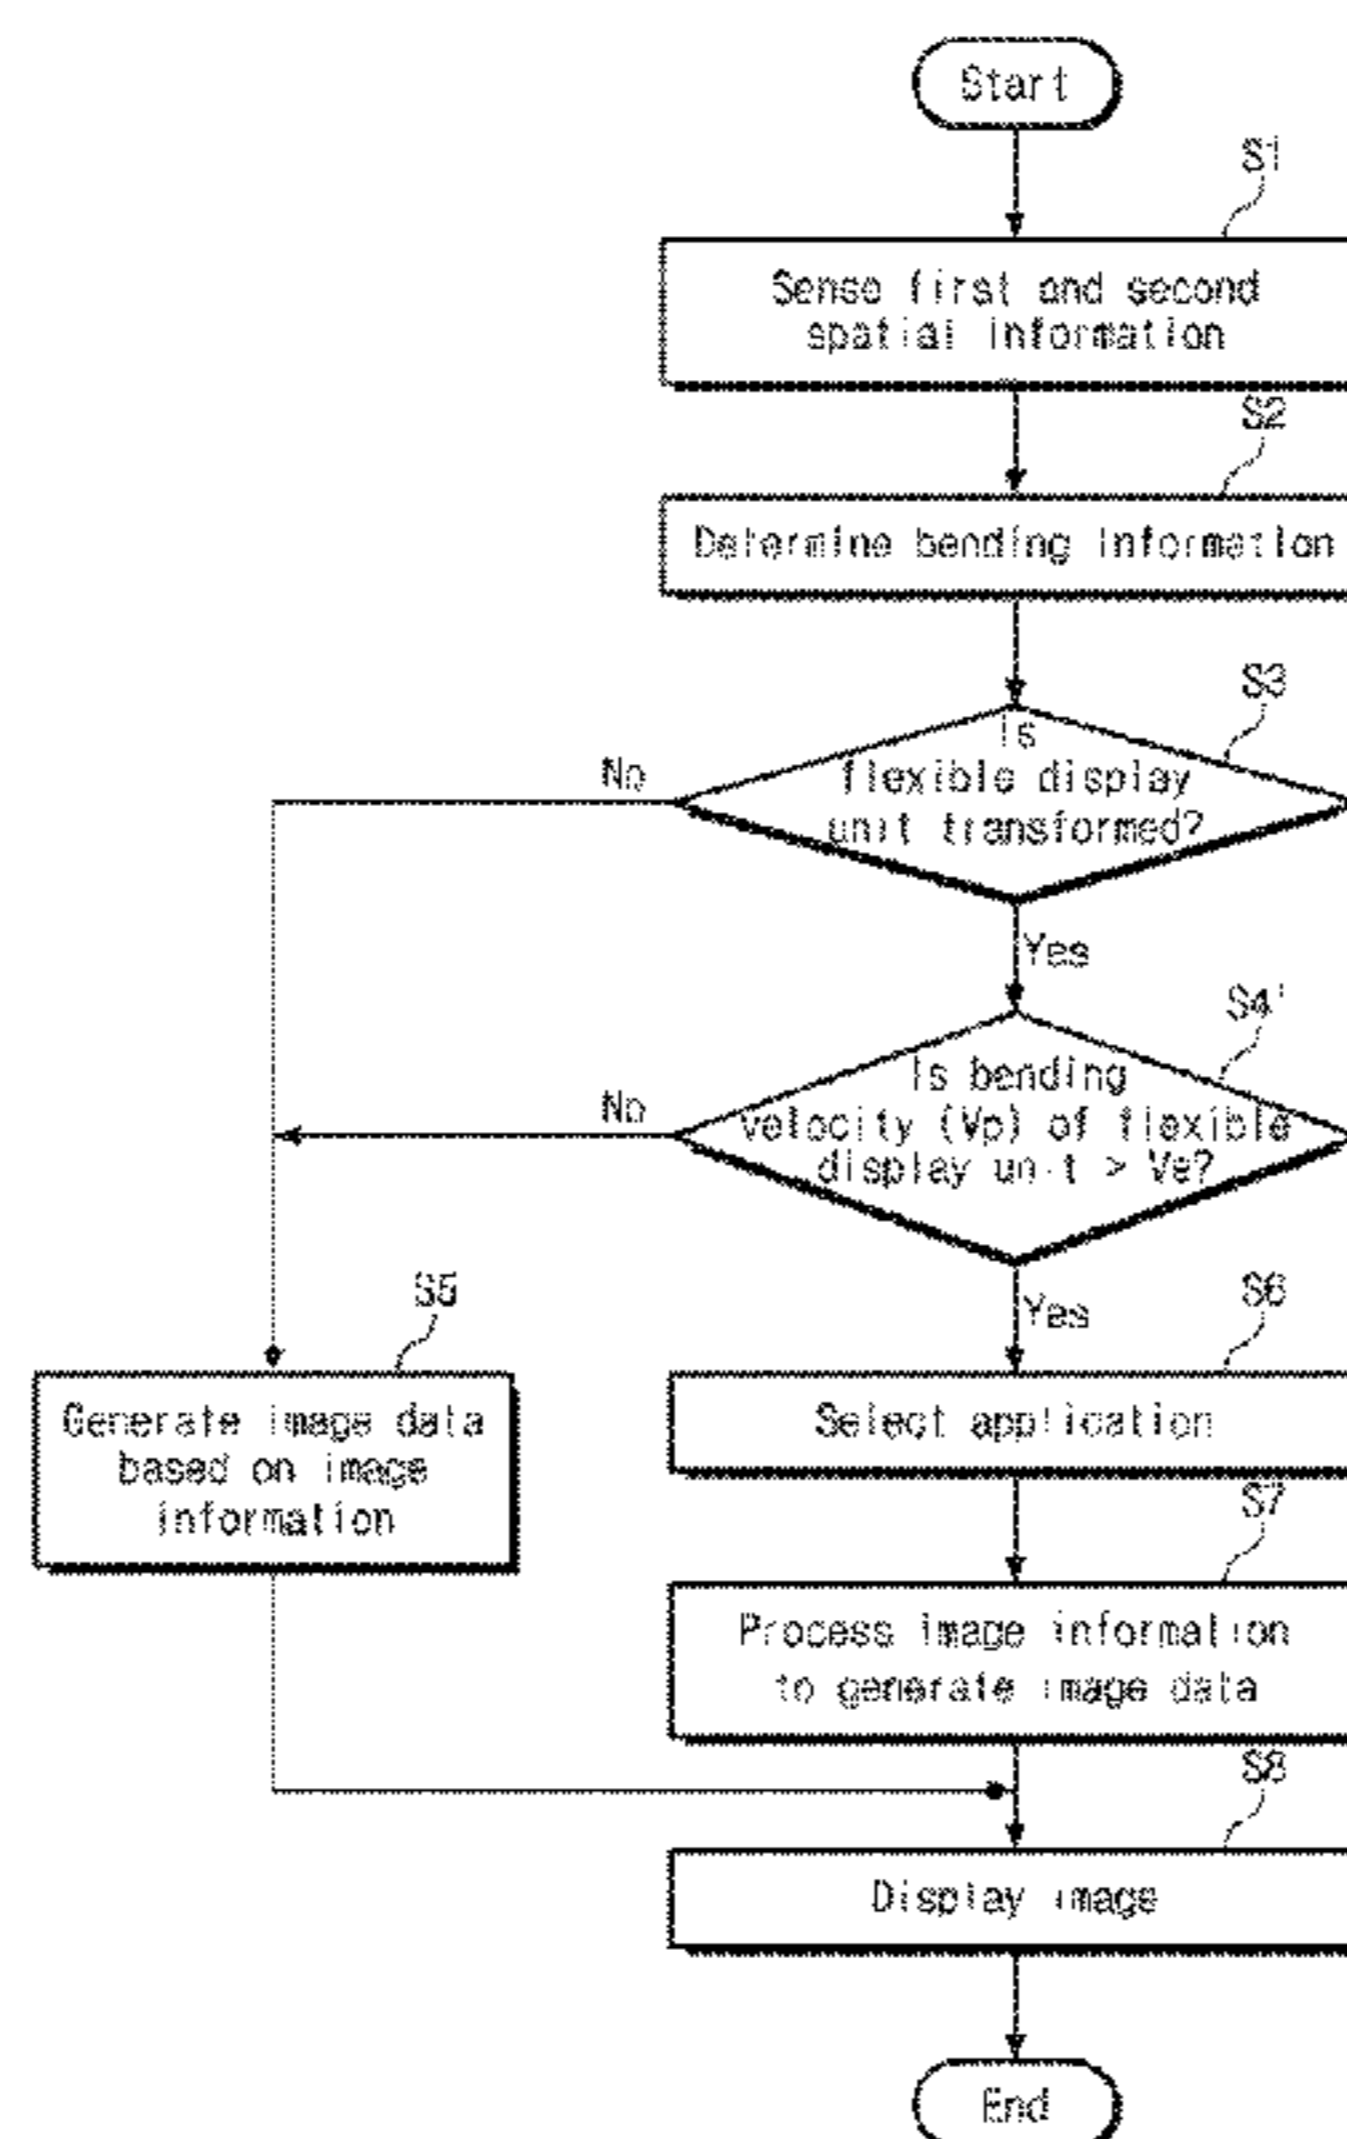 Start
S1
Sense first and second
spatial information
S2
Determine bending information
S3
Is
flexible display
unit transformed?
No
Yes
S4'
Is bending
velocity (Vp) of flexible
display unit >
No
Yes
S5
Generate image data
based on image
information
S6
Select application
S7
Process image information
to generate image data
S8
Display image
End